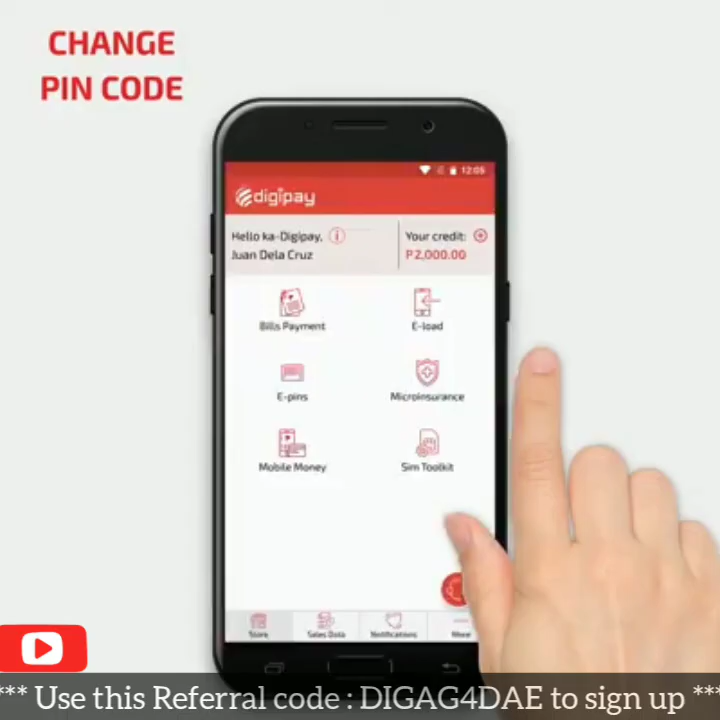 CHANGE
PIN CODE
12:05
digipay
Hello ka-Digipay,
Juan Dela Cruz
Your credit:
P2,000.00
Bills Payment
E-load
E-pins
Microinsurance
Mobile Money
Sim Toolkit
Store
Sales Data
Notifications
More
*** Use this Referral code : DIGAG4DAE to sign up ***